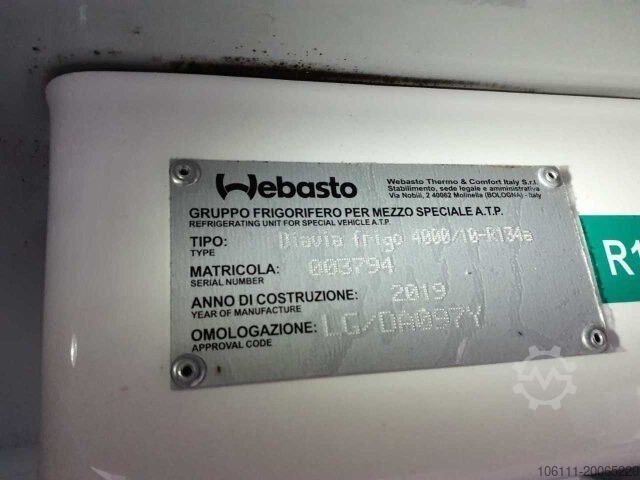 Webasto
Webasto Thermo & Comfort Italy S.r.l.
Stabilimento, sede legale e amministrativa
Via Nobili, 2 40062 Molinella (BOLOGNA) - Italy
GRUPPO FRIGORIFERO PER MEZZO SPECIALE A.T.P.
REFRIGERATING UNIT FOR SPECIAL VEHICLE A.T.P.
TIPO: Diavia frigo 4000/10-R134a
TYPE
MATRICOLA: 003794
SERIAL NUMBER
ANNO DI COSTRUZIONE: 2019
YEAR OF MANUFACTURE
OMOLOGAZIONE: LG/DA097Y
APPROVAL CODE
R1
106111-20065220